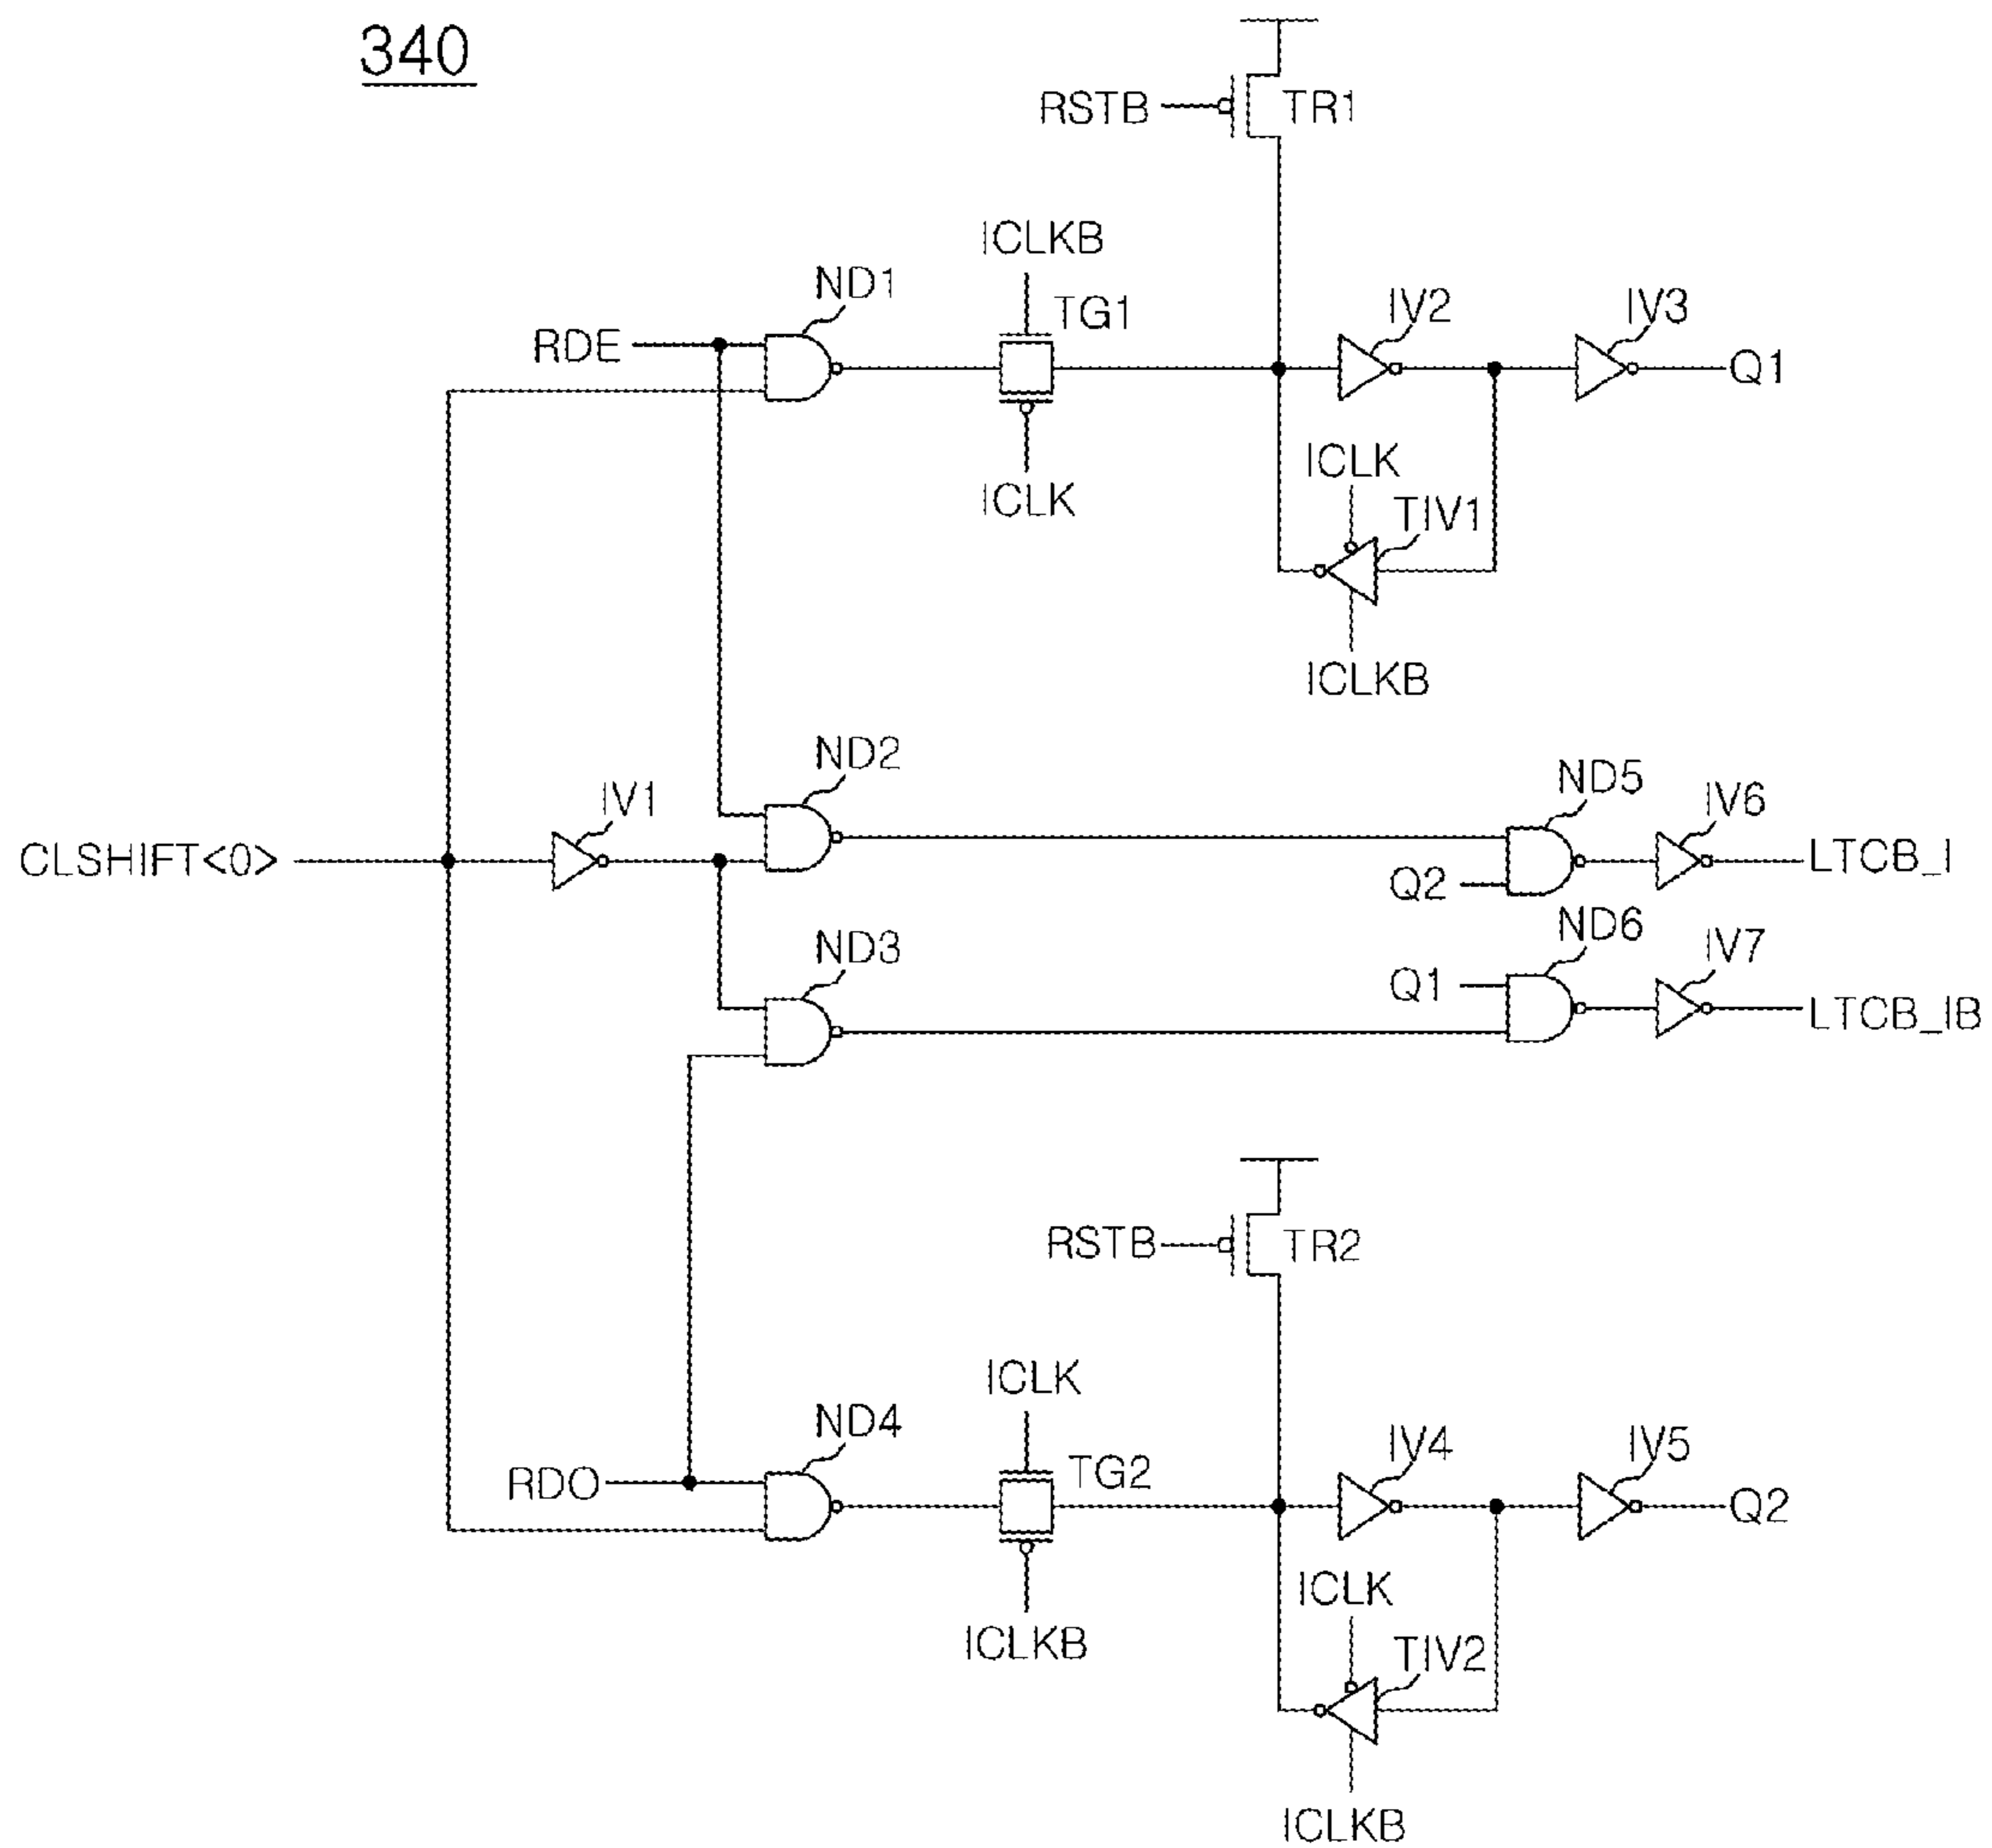 340
RSTB
TR1
ICLKB
ND1
TG1
IV2
IV3
RDE
Q1
ICLK
ICLK
TIV1
ICLKB
ND2
ND5
IV1
IV6
CLSHIFT<0>
LTCB_I
Q2
ND6
ND3
IV7
Q1
LTCB_IB
RSTB
TR2
ICLK
ND4
TG2
IV4
IV5
RDO
Q2
ICLK
ICLKB
TIV2
ICLKB